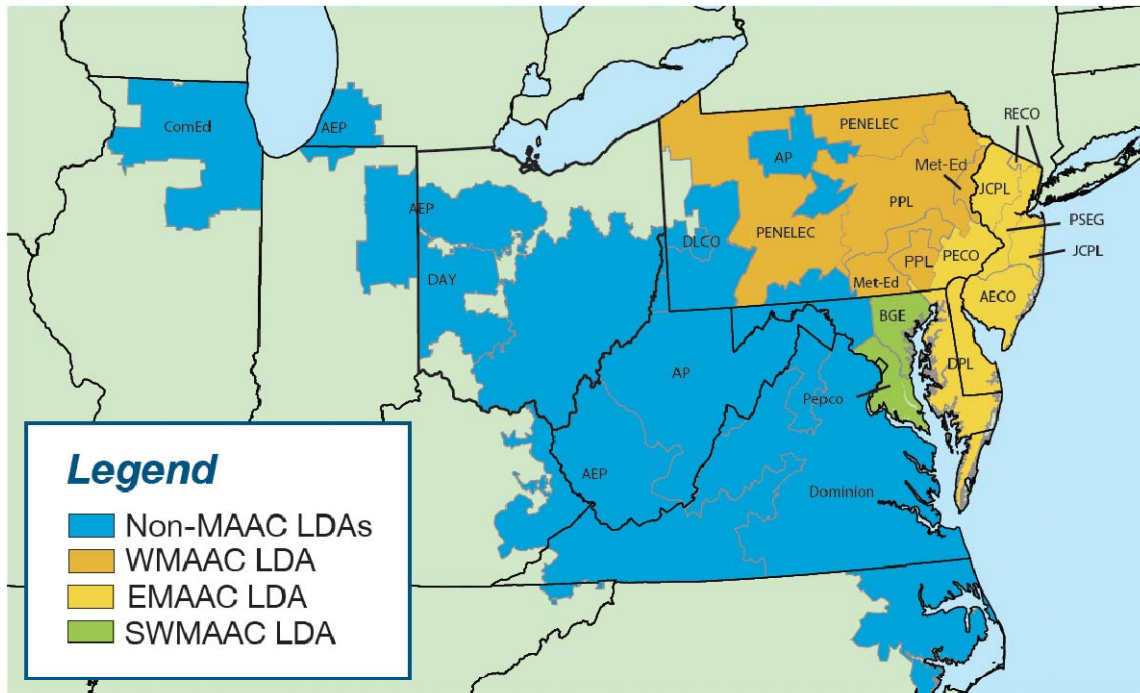 RECO
ComEd
AEP
PENELEC
AP
Met-Ed
JCPL
PPL
AEP
PSEG
DLCO
PENELEC
PECO
JCPL
DAY
PPL
Met-Ed
AECO
BGE
AP
DPL
Pepco
AEP
Dominion
Legend
Non-MAAC LDAs
WMAAC LDA
EMAAC LDA
SWMAAC LDA